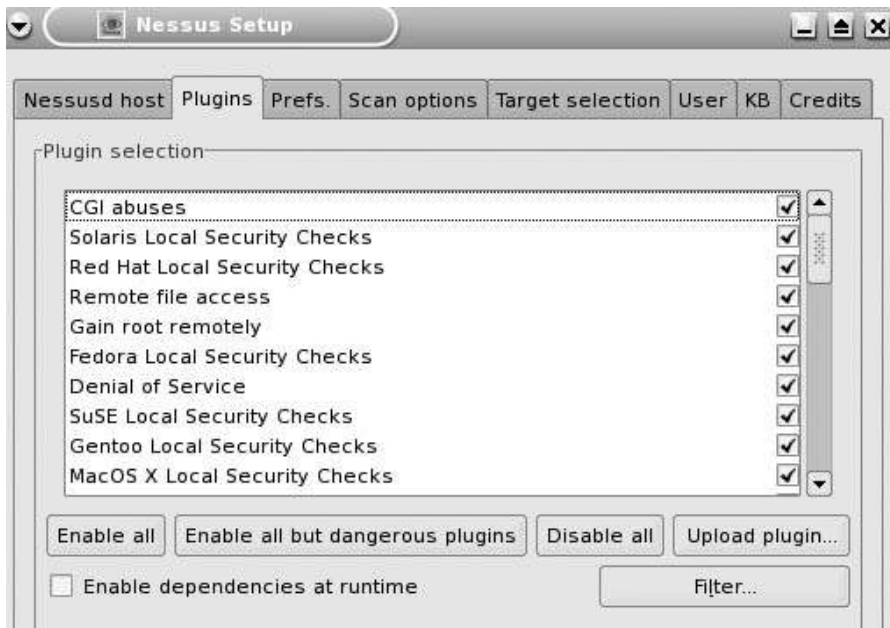 Nessus Setup
Nessusd host Plugins Prefs. Scan options Target selection User KB Credits
Plugin selection
CGI abuses
Solaris Local Security Checks
Red Hat Local Security Checks
Remote file access
Gain root remotely
Fedora Local Security Checks
Denial of Service
SuSE Local Security Checks
Gentoo Local Security Checks
MacOS X Local Security Checks
Enable all Enable all but dangerous plugins Disable all Upload plugin...
Enable dependencies at runtime Filter...